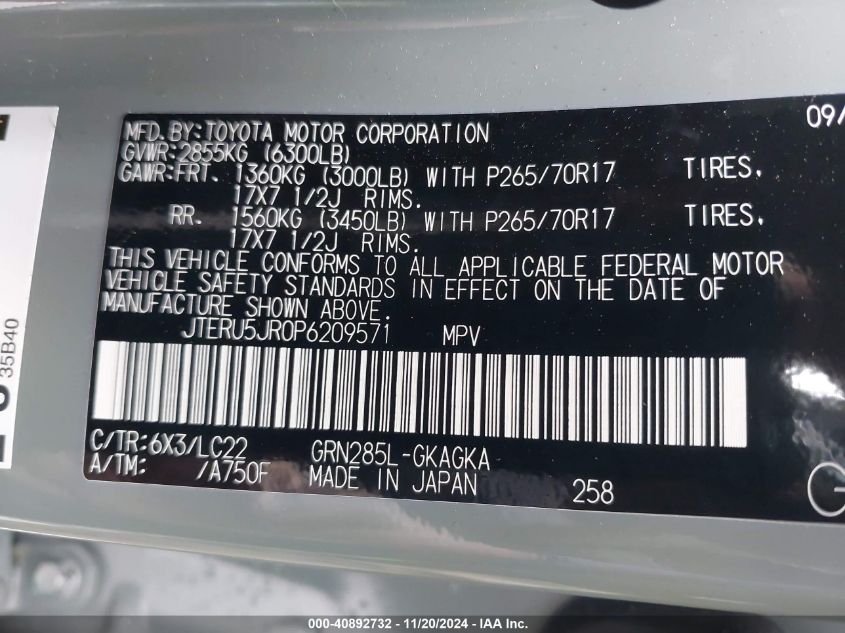 09/
MFD.BY:TOYOTA MOTOR CORPORATION
GVWR:2855KG (6300LB)
GAWR:FRT. 1360KG (3000LB) WITH P265/70R17 TIRES,
17X7 1/2J RIMS.
RR. 1560KG (3450LB) WITH P265/70R17 TIRES,
17X7 1/2J RIMS.
THIS VEHICLE CONFORMS TO ALL APPLICABLE FEDERAL MOTOR
VEHICLE SAFETY STANDARDS IN EFFECT ON THE DATE OF
MANUFACTURE SHOWN ABOVE.
JTERU5JR0P6209571 MPV
C/TR:6X3/LC22 GRN285L-GKAGKA
A/TM: /A750F MADE IN JAPAN 258
35B40
000-40892732 - 11/20/2024 - IAA Inc.